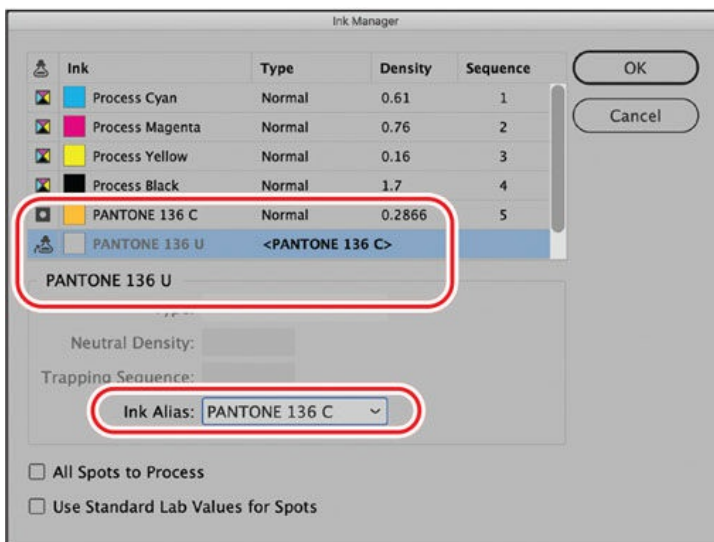 Ink Manager
Ink Type Density Sequence
Process Cyan Normal 0.61 1
Process Magenta Normal 0.76 2
Process Yellow Normal 0.16 3
Process Black Normal 1.7 4
PANTONE 136 C Normal 0.2866 5
PANTONE 136 U <PANTONE 136 C>
PANTONE 136 U
Type:
Neutral Density:
Trapping Sequence:
Ink Alias: PANTONE 136 C
All Spots to Process
Use Standard Lab Values for Spots
OK
Cancel